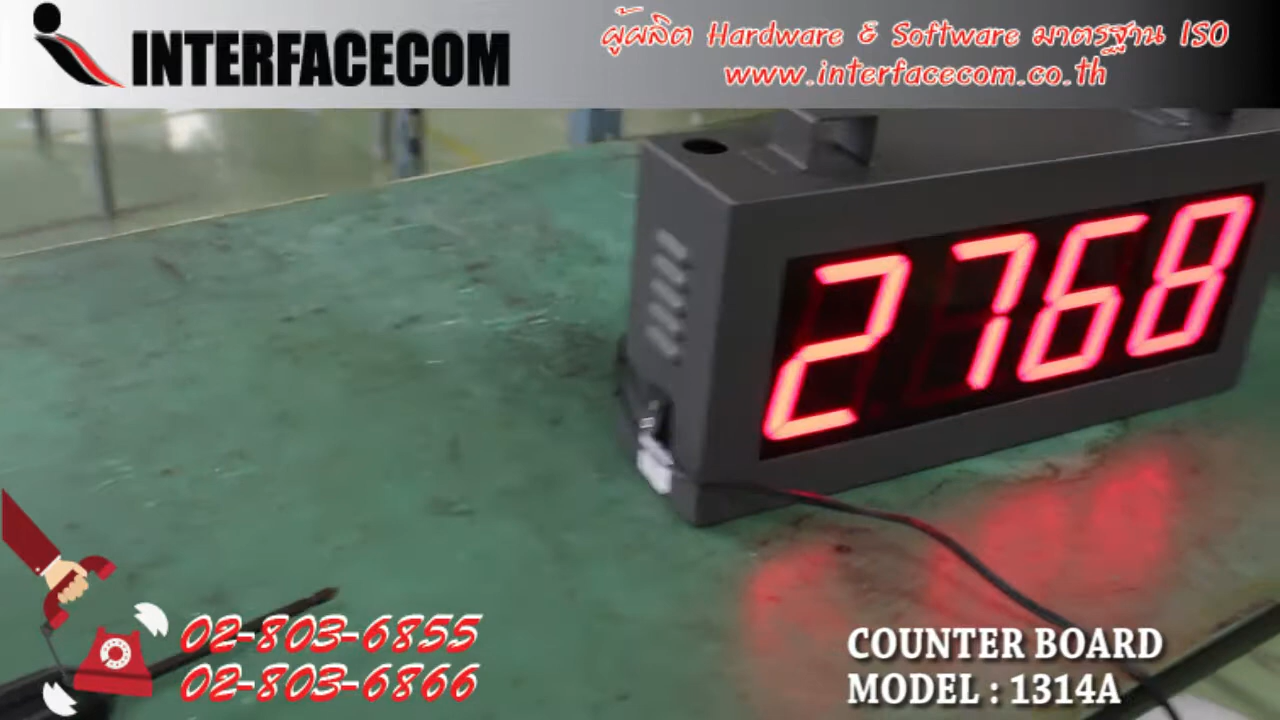 INTERFACECOM
ผู้ผลิต Hardware & Software มาตรฐาน ISO
www.interfacecom.co.th
2768
02-803-6855
02-803-6866
COUNTER BOARD
MODEL : 1314A